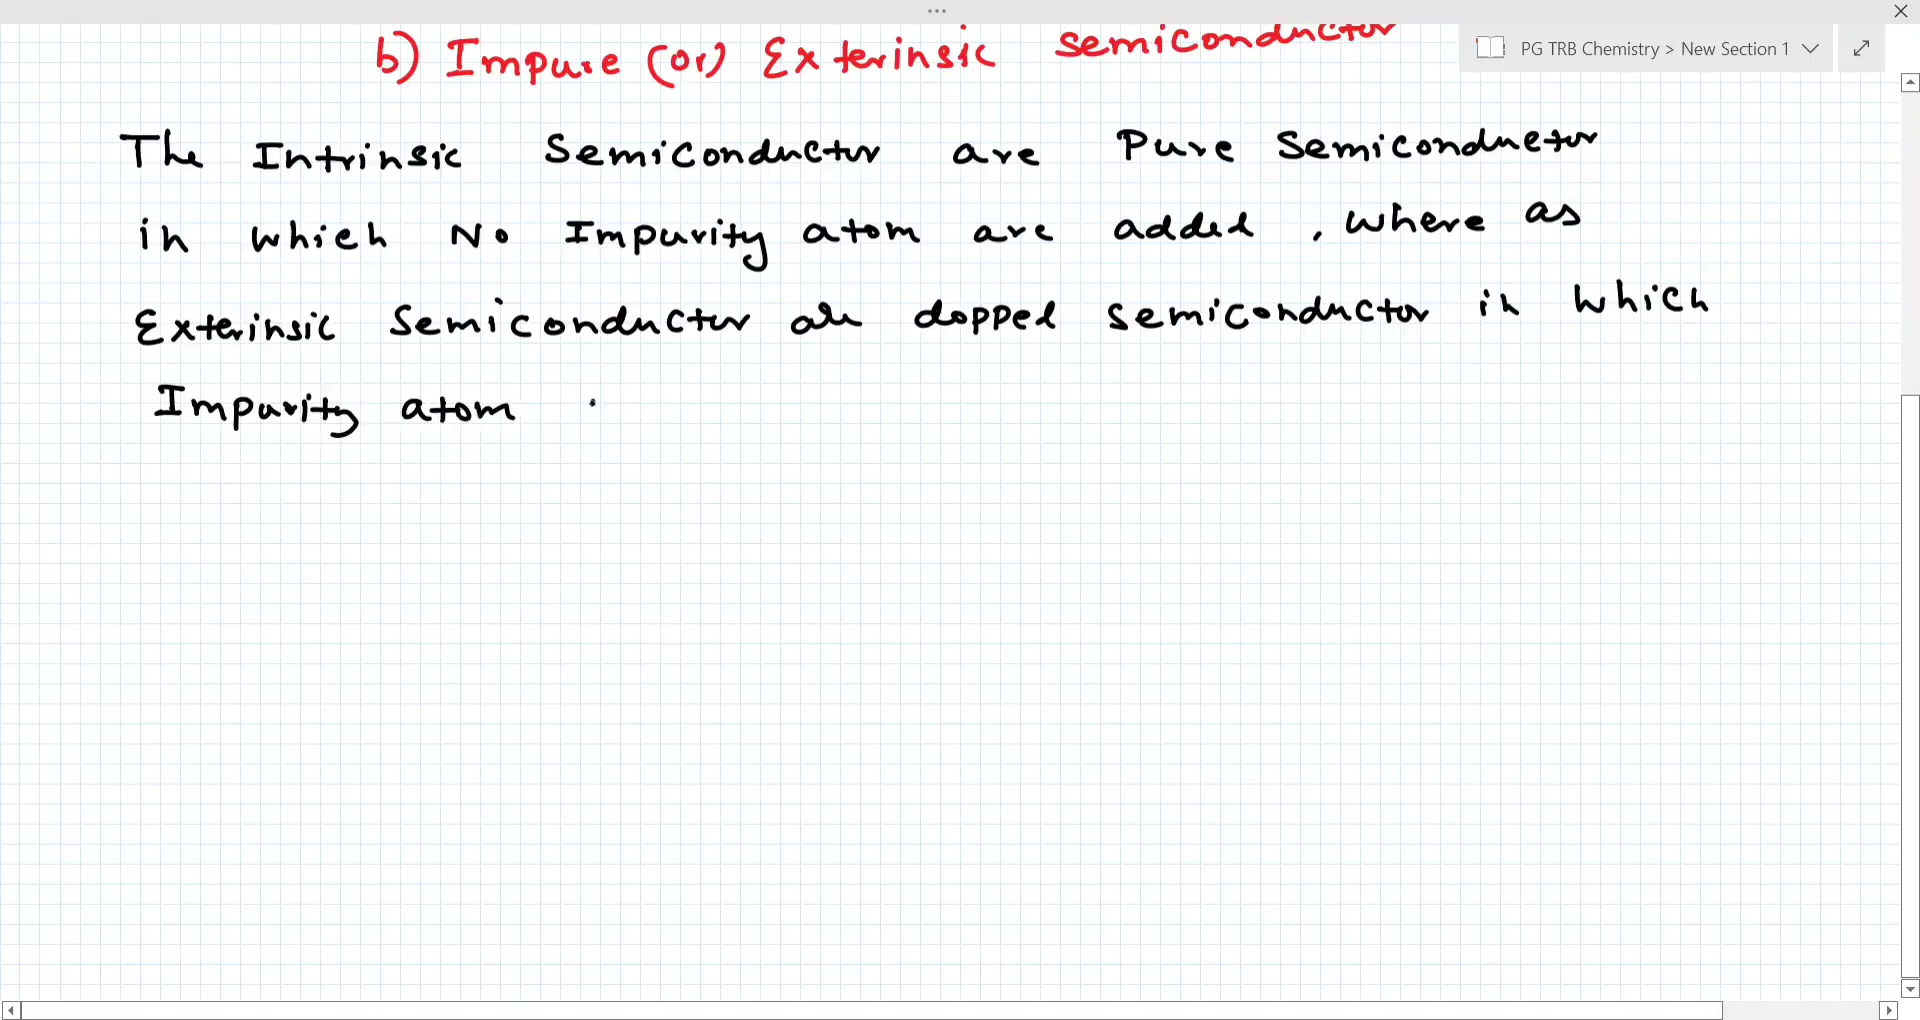 b) Impure (or) Exterinsic semiconductor
PG TRB Chemistry > New Section 1
The Intrinsic Semiconductor are Pure Semiconductor
in which No Impurity atom are added, where as
Exterinsic Semiconductor are dopped semiconductor in which
Impurity atom